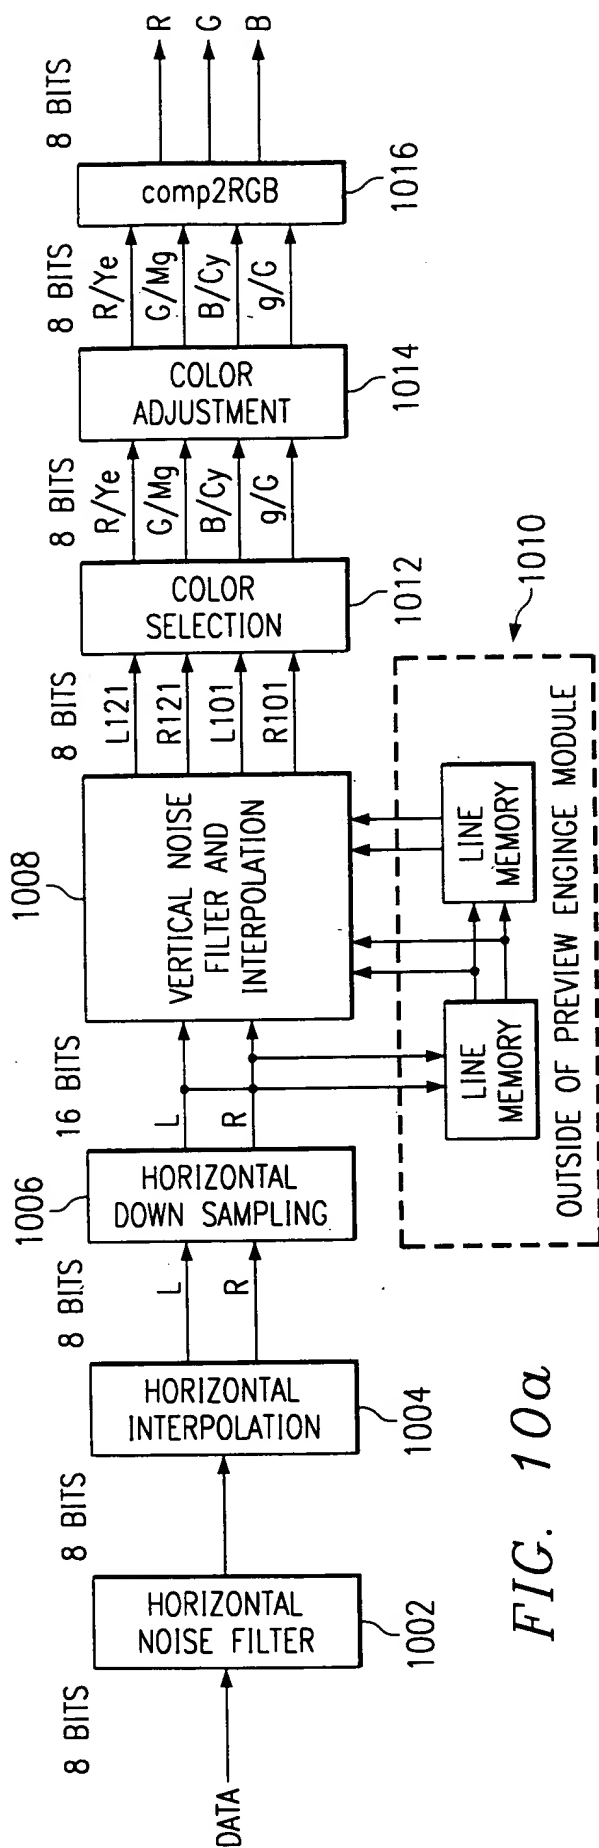 DATA
8 BITS
HORIZONTAL
NOISE FILTER
1002
8 BITS
HORIZONTAL
INTERPOLATION
1004
8 BITS
L
R
1006
HORIZONTAL
DOWN SAMPLING
16 BITS
L
R
1008
VERTICAL NOISE
FILTER AND
INTERPOLATION
LINE
MEMORY
LINE
MEMORY
OUTSIDE OF PREVIEW ENGINGE MODULE
1010
8 BITS
L121
R121
L101
R101
COLOR
SELECTION
1012
8 BITS
R/Ye
G/Mg
B/Cy
g/G
COLOR
ADJUSTMENT
1014
8 BITS
R/Ye
G/Mg
B/Cy
g/G
comp2RGB
1016
8 BITS
R
G
B
FIG. 10a